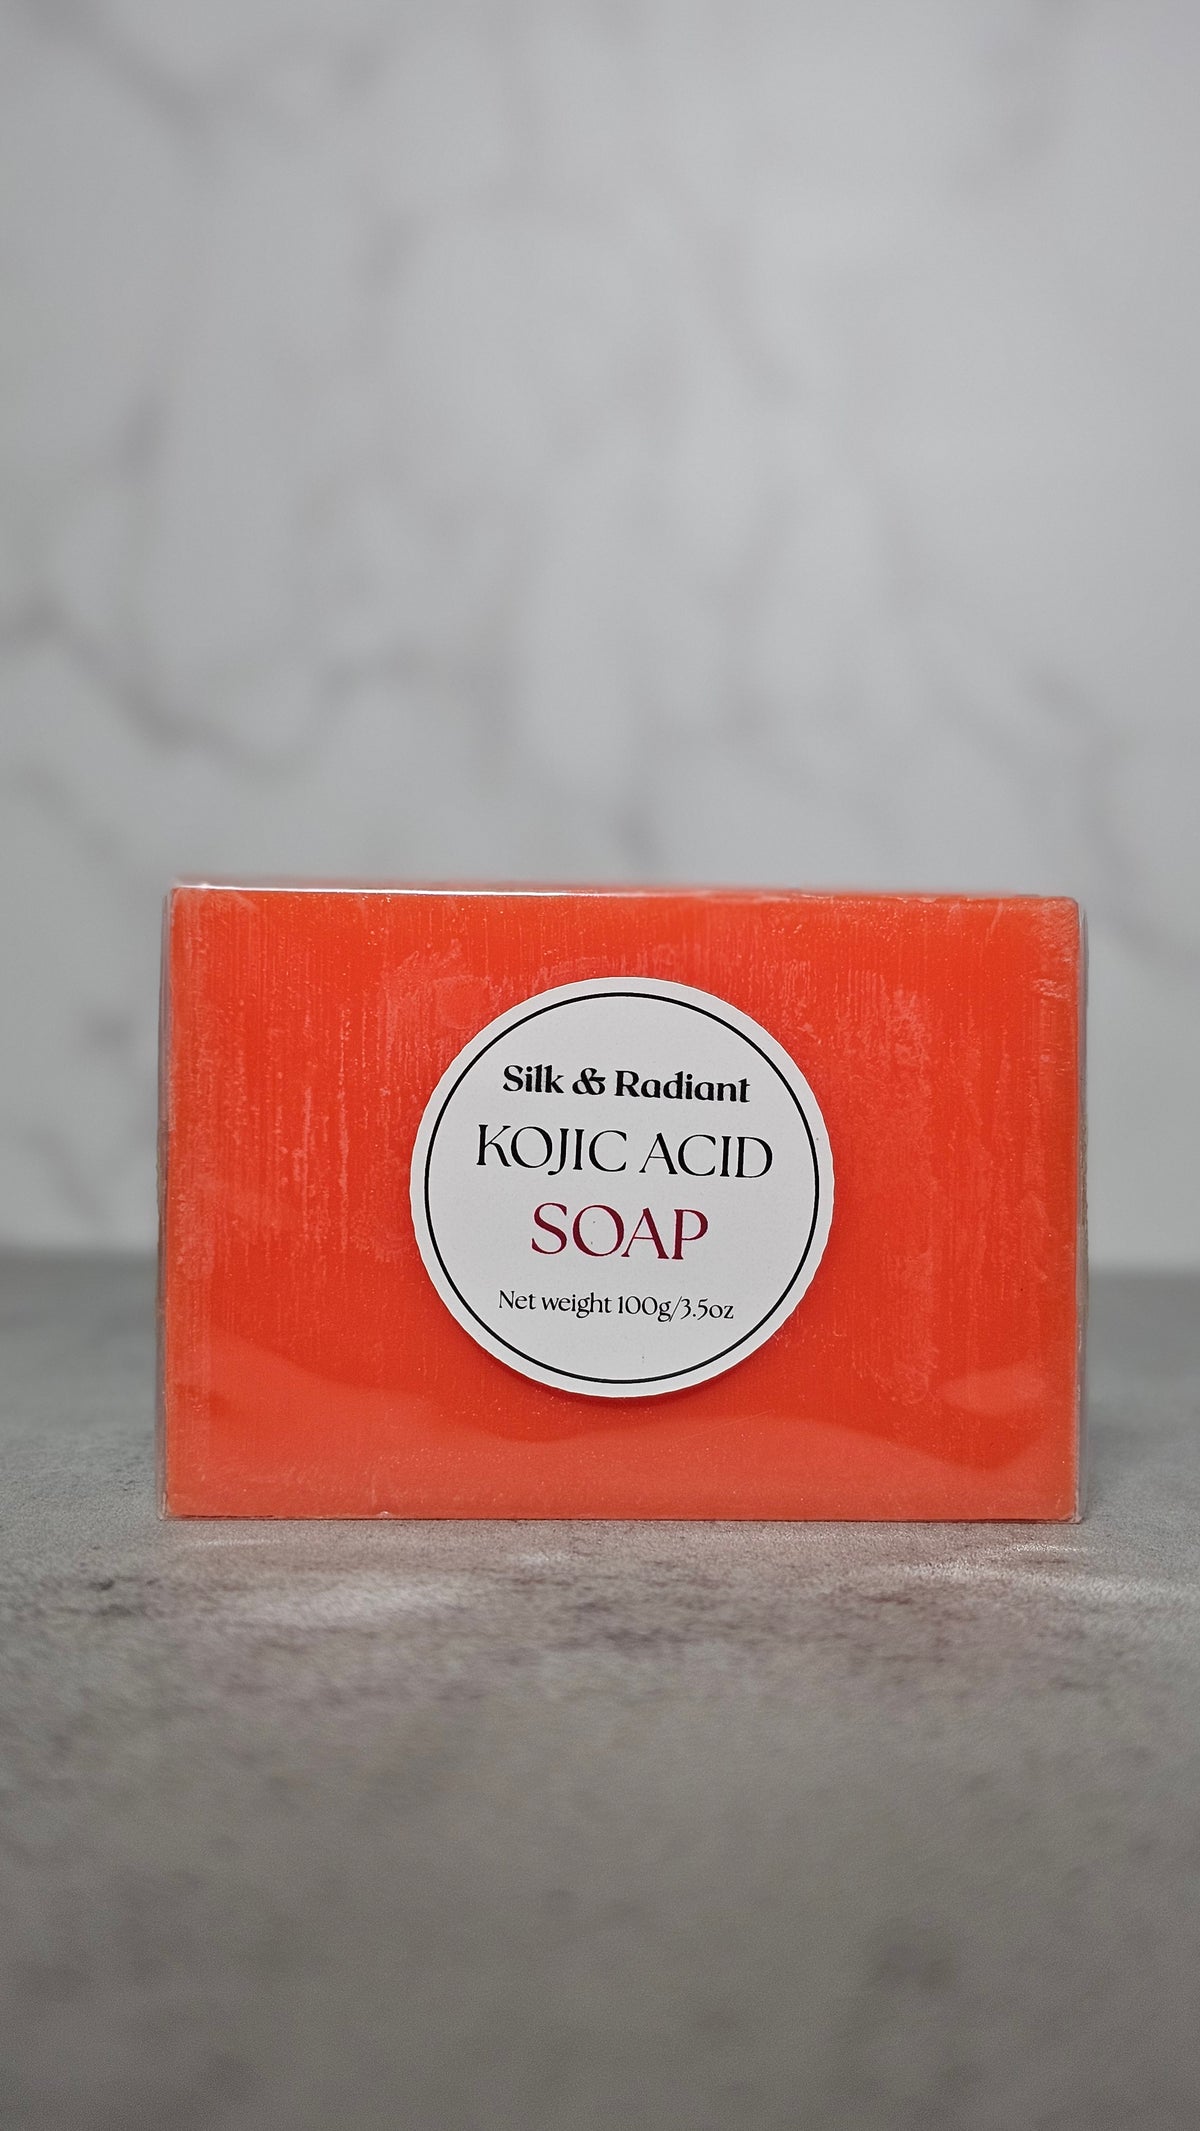 Silk & Radiant
KOJIC ACID
SOAP
Net weight 100g/3.5oz